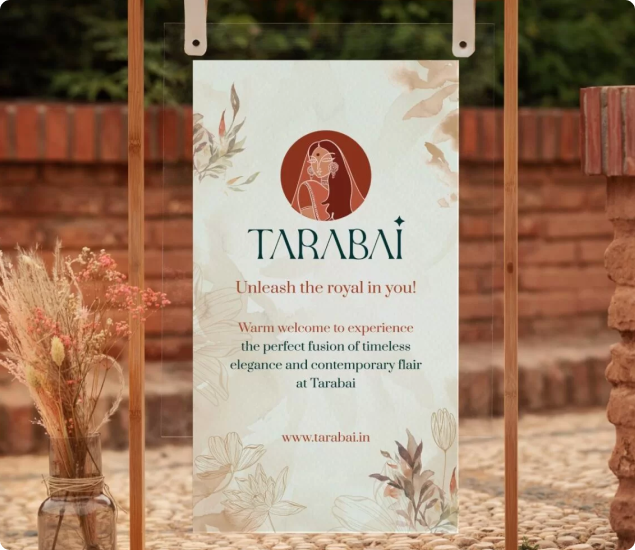 TARABAI
Unleash the royal in you!
Warm welcome to experience
the perfect fusion of timeless
elegance and contemporary flair
at Tarabai
www.tarabai.in